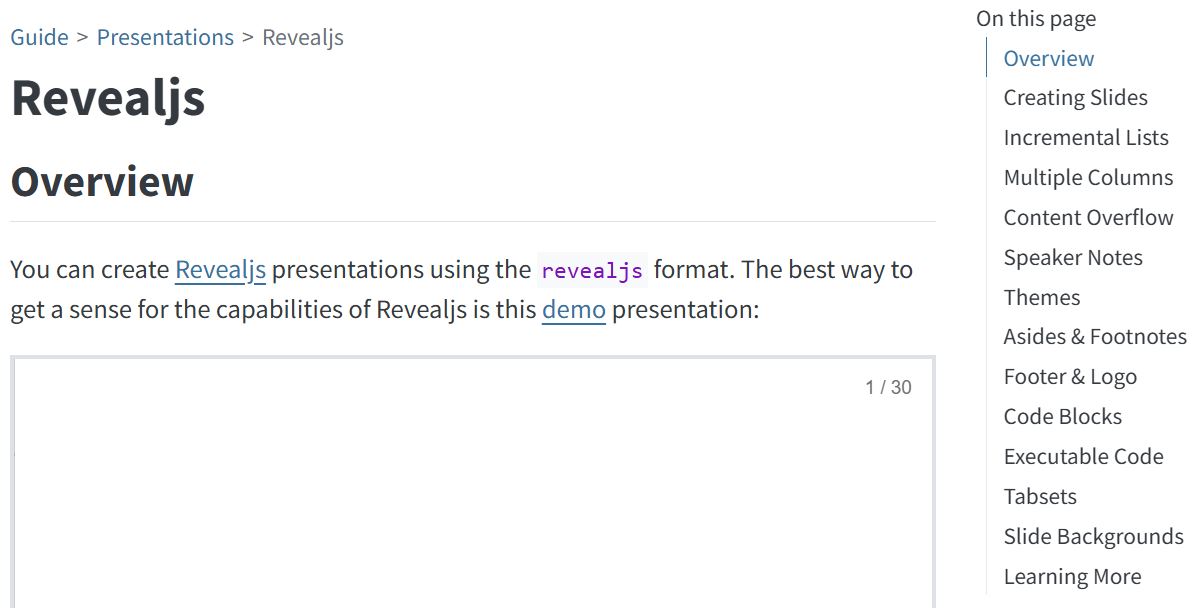 Guide > Presentations > Revealjs
Revealjs
Overview
You can create Revealjs presentations using the revealjs format. The best way to
get a sense for the capabilities of Revealjs is this demo presentation:
1 / 30
On this page
Overview
Creating Slides
Incremental Lists
Multiple Columns
Content Overflow
Speaker Notes
Themes
Asides & Footnotes
Footer & Logo
Code Blocks
Executable Code
Tabsets
Slide Backgrounds
Learning More